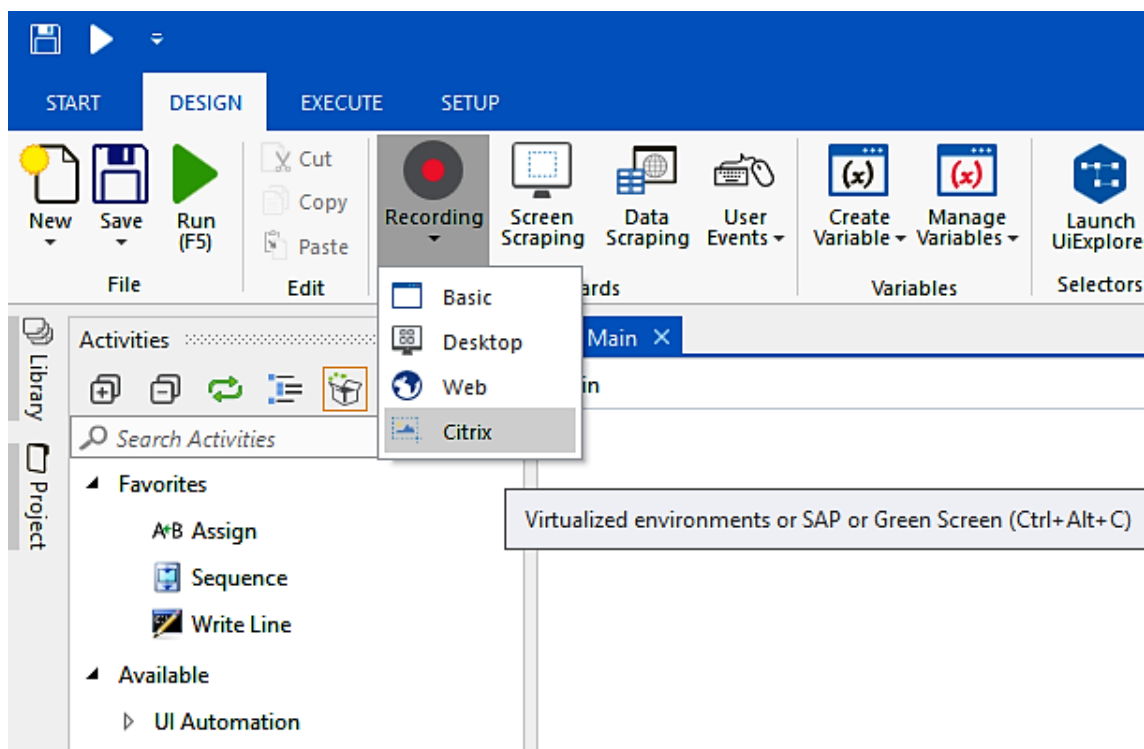 START DESIGN EXECUTE SETUP
New Save Run (F5)
Cut
Copy
Paste
Recording
Screen Scraping
Data Scraping
User Events
Create Variable
Manage Variables
Launch UiExplore
File Edit ards Variables Selectors
Basic
Desktop
Web
Citrix
Library
Project
Activities
Main
in
Search Activities
Virtualized environments or SAP or Green Screen (Ctrl+Alt+C)
Favorites
A+B Assign
Sequence
Write Line
Available
UI Automation